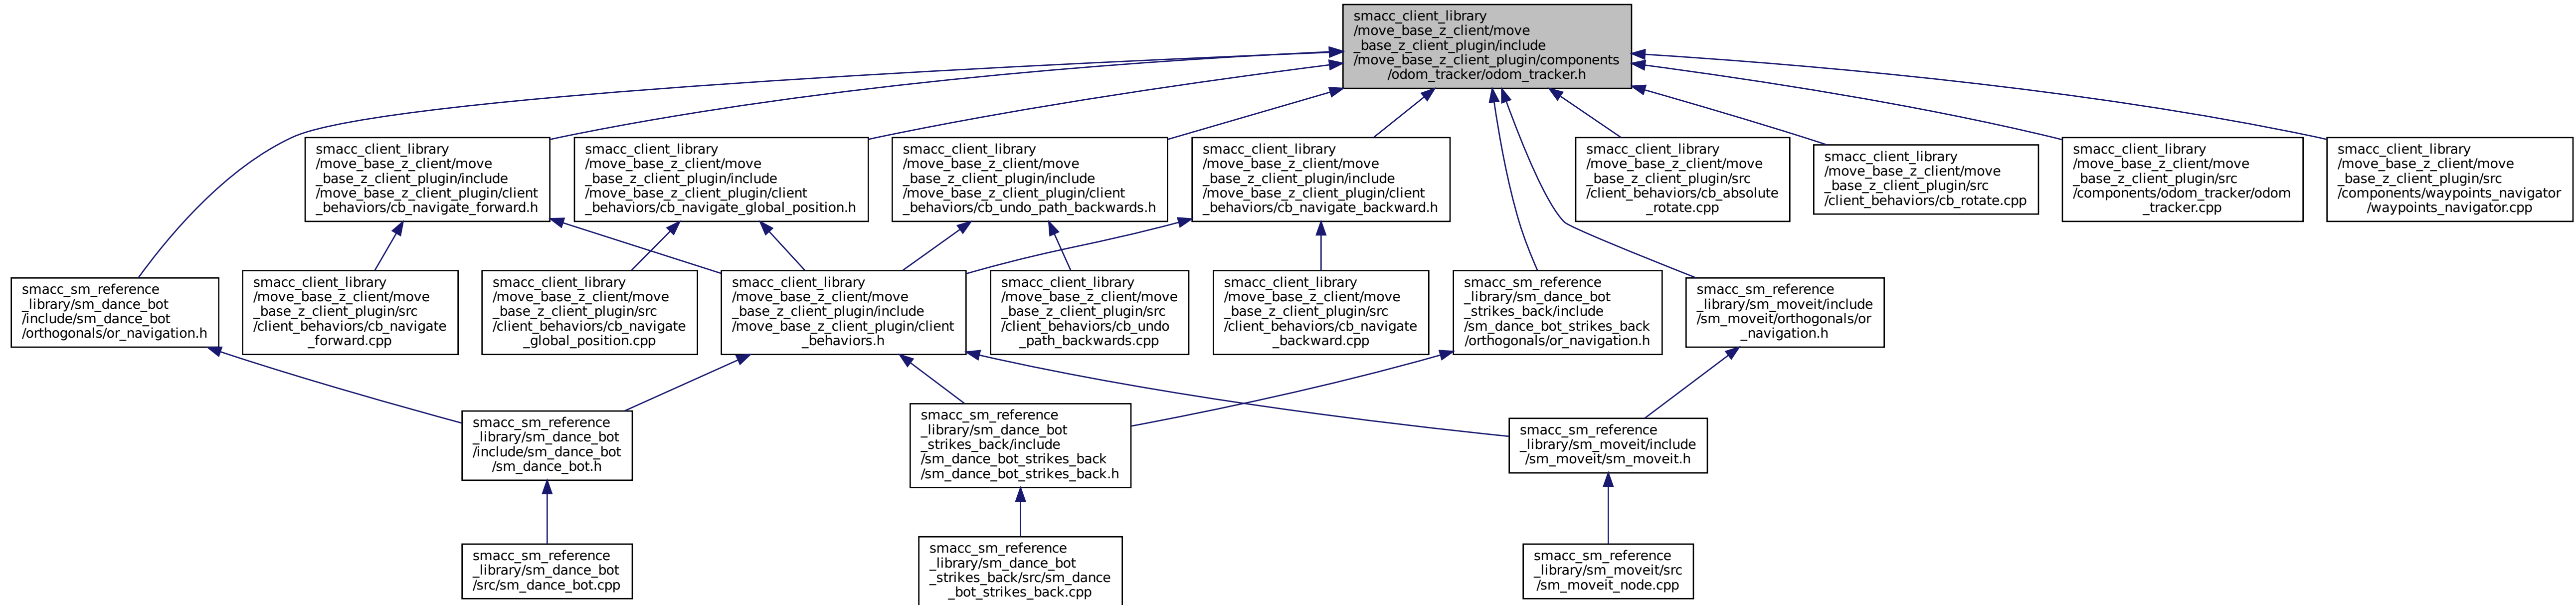 smacc_client_library
/move_base_z_client/move
_base_z_client_plugin/include
/move_base_z_client_plugin/components
/odom_tracker/odom_tracker.h
smacc_client_library
/move_base_z_client/move
_base_z_client_plugin/include
/move_base_z_client_plugin/client
_behaviors/cb_navigate_forward.h
smacc_client_library
/move_base_z_client/move
_base_z_client_plugin/include
/move_base_z_client_plugin/client
_behaviors/cb_navigate_global_position.h
smacc_client_library
/move_base_z_client/move
_base_z_client_plugin/include
/move_base_z_client_plugin/client
_behaviors/cb_undo_path_backwards.h
smacc_client_library
/move_base_z_client/move
_base_z_client_plugin/include
/move_base_z_client_plugin/client
_behaviors/cb_navigate_backward.h
smacc_client_library
/move_base_z_client/move
_base_z_client_plugin/src
/client_behaviors/cb_absolute
_rotate.cpp
smacc_client_library
/move_base_z_client/move
_base_z_client_plugin/src
/client_behaviors/cb_rotate.cpp
smacc_client_library
/move_base_z_client/move
_base_z_client_plugin/src
/components/odom_tracker/odom
_tracker.cpp
smacc_client_library
/move_base_z_client/move
_base_z_client_plugin/src
/components/waypoints_navigator
/waypoints_navigator.cpp
smacc_sm_reference
_library/sm_dance_bot
/include/sm_dance_bot
/orthogonals/or_navigation.h
smacc_client_library
/move_base_z_client/move
_base_z_client_plugin/src
/client_behaviors/cb_navigate
_forward.cpp
smacc_client_library
/move_base_z_client/move
_base_z_client_plugin/src
/client_behaviors/cb_navigate
_global_position.cpp
smacc_client_library
/move_base_z_client/move
_base_z_client_plugin/include
/move_base_z_client_plugin/client
_behaviors.h
smacc_client_library
/move_base_z_client/move
_base_z_client_plugin/src
/client_behaviors/cb_undo
_path_backwards.cpp
smacc_client_library
/move_base_z_client/move
_base_z_client_plugin/src
/client_behaviors/cb_navigate
_backward.cpp
smacc_sm_reference
_library/sm_dance_bot
_strikes_back/include
/sm_dance_bot_strikes_back
/orthogonals/or_navigation.h
smacc_sm_reference
_library/sm_moveit/include
/sm_moveit/orthogonals/or
_navigation.h
smacc_sm_reference
_library/sm_dance_bot
/include/sm_dance_bot
/sm_dance_bot.h
smacc_sm_reference
_library/sm_dance_bot
_strikes_back/include
/sm_dance_bot_strikes_back
/sm_dance_bot_strikes_back.h
smacc_sm_reference
_library/sm_moveit/include
/sm_moveit/sm_moveit.h
smacc_sm_reference
_library/sm_dance_bot
/src/sm_dance_bot.cpp
smacc_sm_reference
_library/sm_dance_bot
_strikes_back/src/sm_dance
_bot_strikes_back.cpp
smacc_sm_reference
_library/sm_moveit/src
/sm_moveit_node.cpp